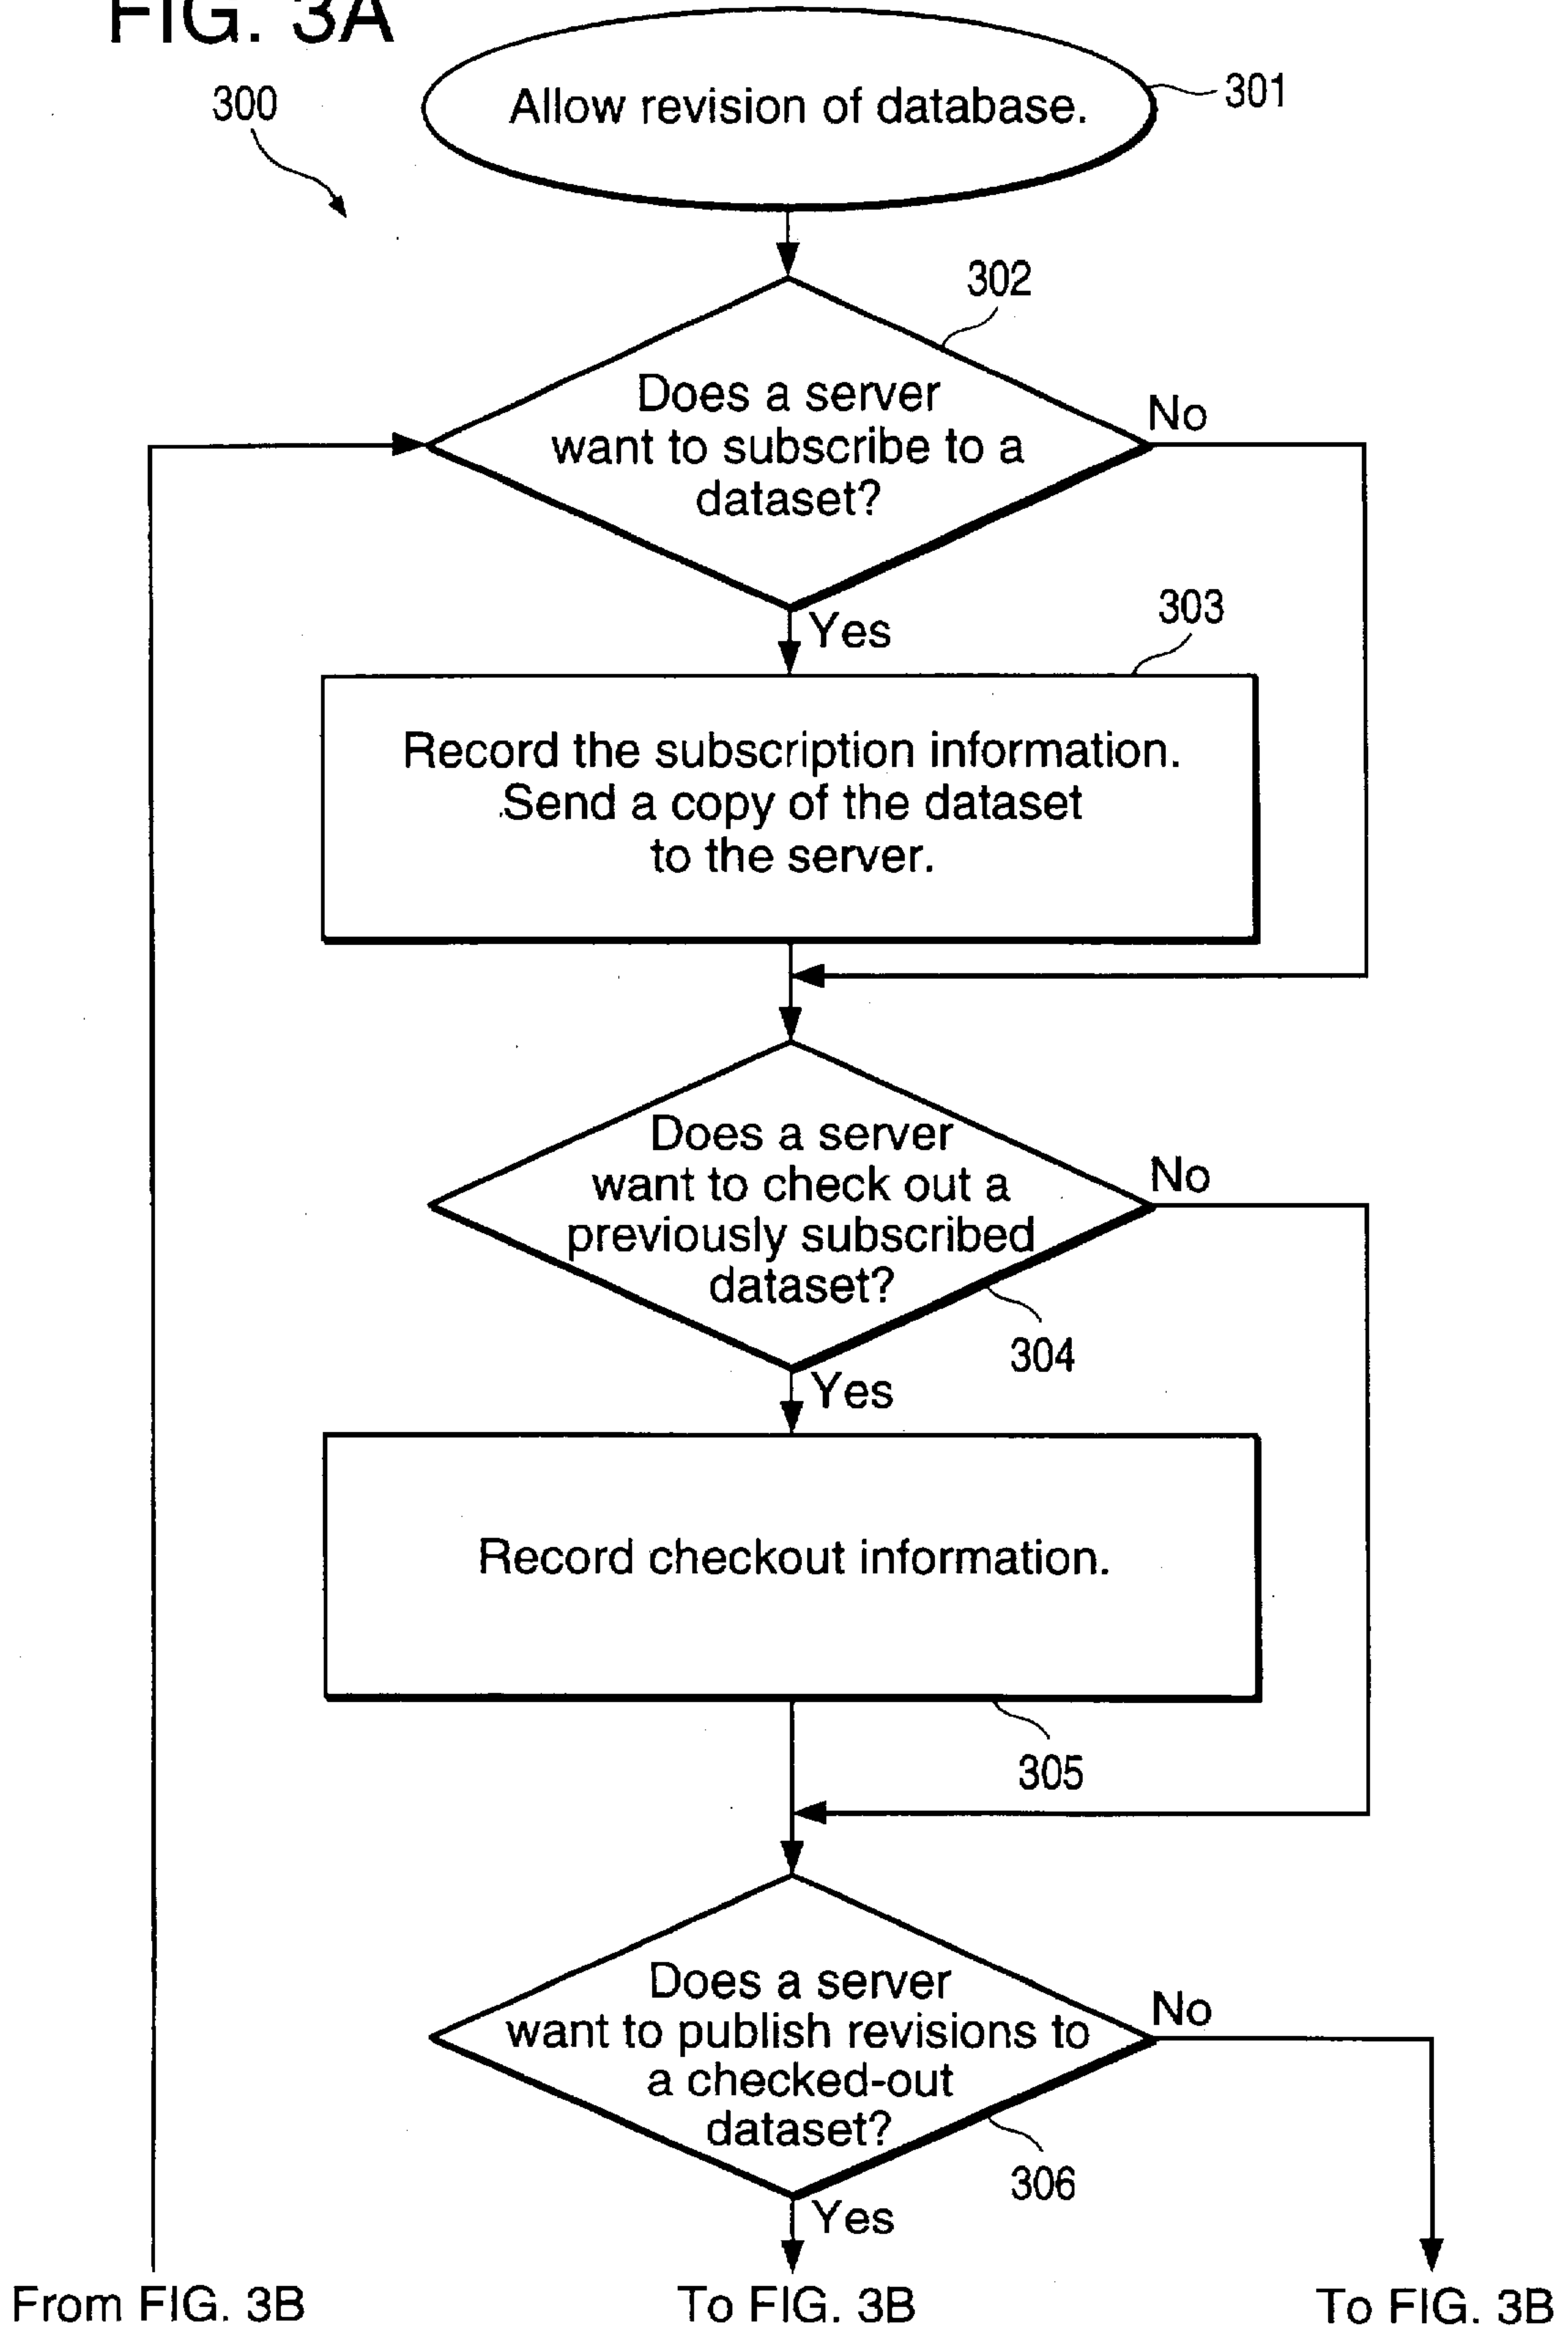 FIG. 3A
300
Allow revision of database.
301
302
Does a server
want to subscribe to a
dataset?
No
Yes
303
Record the subscription information.
Send a copy of the dataset
to the server.
Does a server
want to check out a
previously subscribed
dataset?
No
304
Yes
Record checkout information.
305
Does a server
want to publish revisions to
a checked-out
dataset?
No
306
Yes
From FIG. 3B
To FIG. 3B
To FIG. 3B